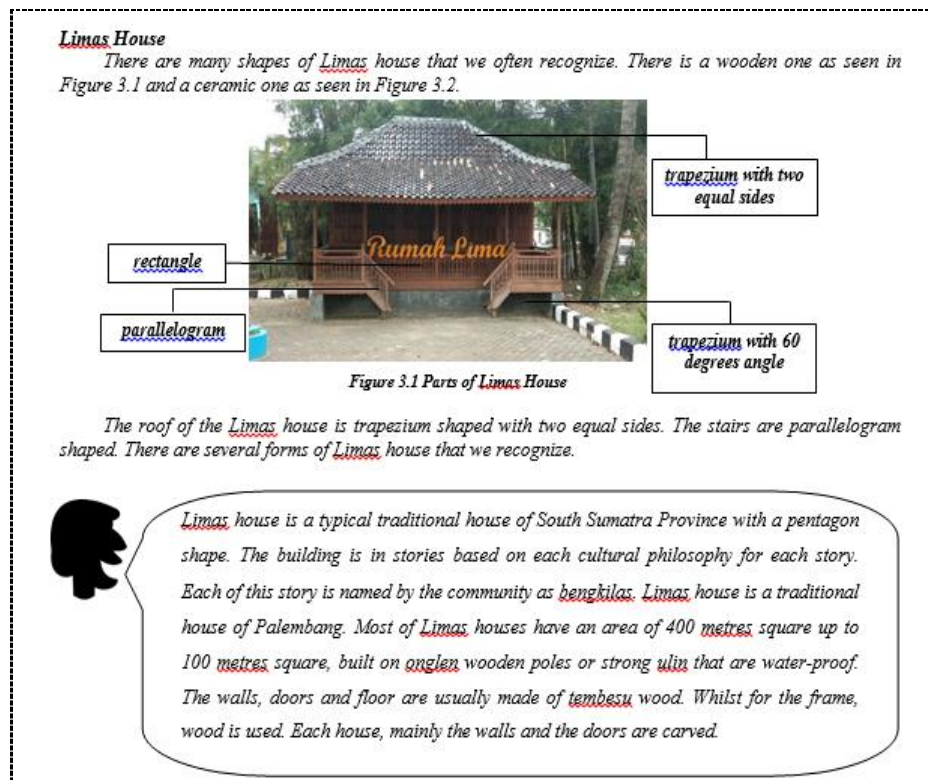 Limas House
There are many shapes of Limas house that we often recognize. There is a wooden one as seen in
Figure 3.1 and a ceramic one as seen in Figure 3.2.
trapezium with two
equal sides
Rumah Lima
rectangle
parallelogram
trapezium with 60
degrees angle
Figure 3.1 Parts of Limas House
The roof of the Limas house is trapezium shaped with two equal sides. The stairs are parallelogram
shaped. There are several forms of Limas house that we recognize.
Limas house is a typical traditional house of South Sumatra Province with a pentagon
shape. The building is in stories based on each cultural philosophy for each story.
Each of this story is named by the community as bengkilas. Limas house is a traditional
house of Palembang. Most of Limas houses have an area of 400 metres square up to
100 metres square, built on onglen wooden poles or strong ulin that are water-proof.
The walls, doors and floor are usually made of tembesu wood. Whilst for the frame,
wood is used. Each house, mainly the walls and the doors are carved.